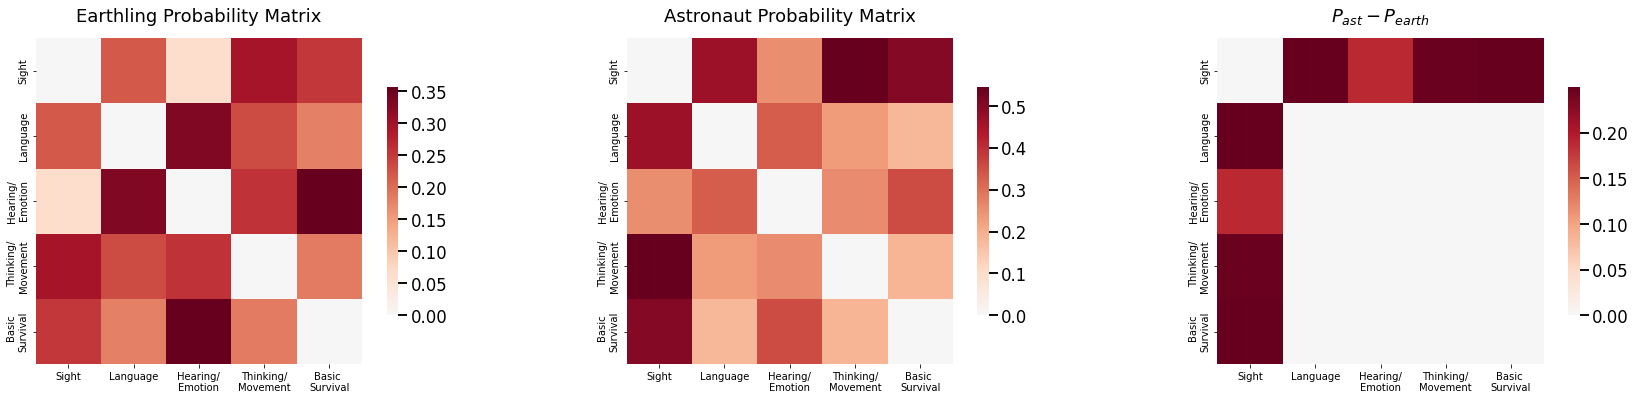 Earthling Probability Matrix
Sight
Language
Hearing/
Emotion
Thinking/
Movement
Basic
Survival
Sight
Language
Hearing/
Emotion
Thinking/
Movement
Basic
Survival
0.35
0.30
0.25
0.20
0.15
0.10
0.05
0.00
Astronaut Probability Matrix
Sight
Language
Hearing/
Emotion
Thinking/
Movement
Basic
Survival
Sight
Language
Hearing/
Emotion
Thinking/
Movement
Basic
Survival
0.5
0.4
0.3
0.2
0.1
0.0
P_ast − P_earth
Sight
Language
Hearing/
Emotion
Thinking/
Movement
Basic
Survival
Sight
Language
Hearing/
Emotion
Thinking/
Movement
Basic
Survival
0.20
0.15
0.10
0.05
0.00